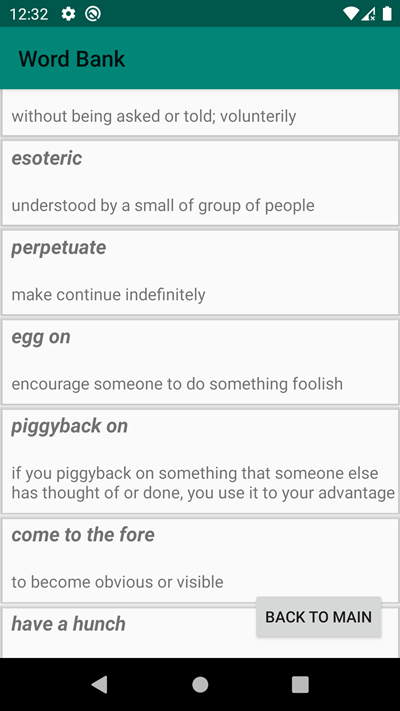 12:32
Word Bank
without being asked or told; volunterily
esoteric
understood by a small of group of people
perpetuate
make continue indefinitely
egg on
encourage someone to do something foolish
piggyback on
if you piggyback on something that someone else
has thought of or done, you use it to your advantage
come to the fore
to become obvious or visible
have a hunch
BACK TO MAIN